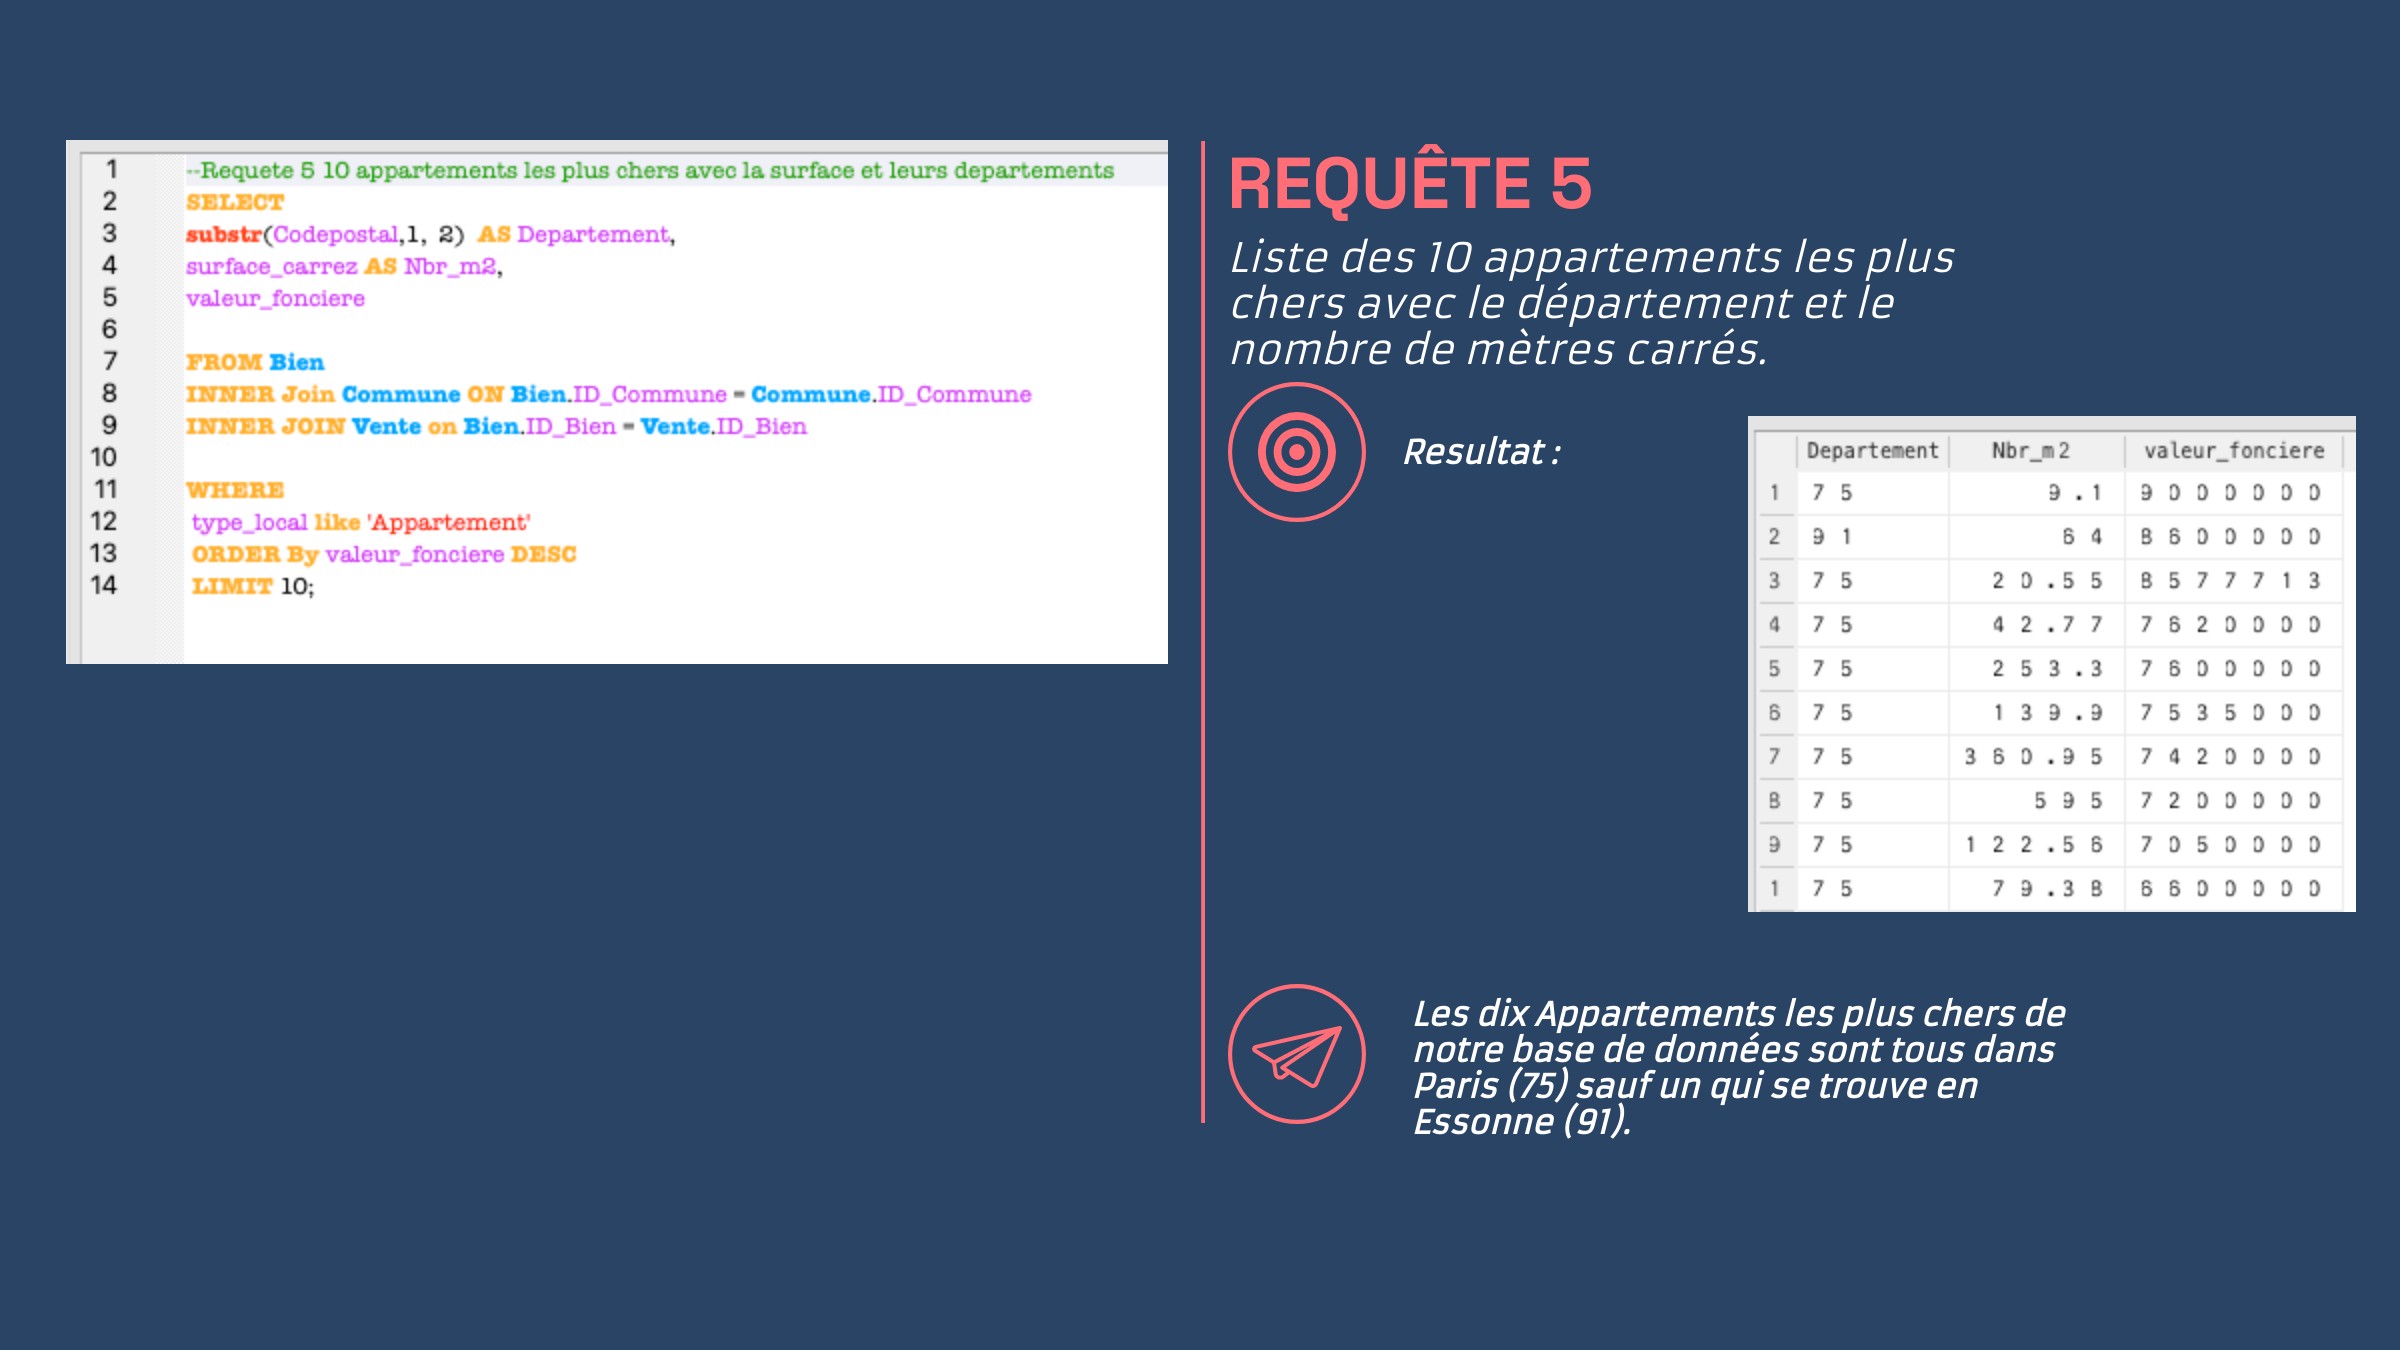 1 --Requete 5 10 appartements les plus chers avec la surface et leurs departements
2 SELECT
3 substr(Codepostal,1, 2) AS Departement,
4 surface_carrez AS Nbr_m2,
5 valeur_fonciere
6
7 FROM Bien
8 INNER Join Commune ON Bien.ID_Commune = Commune.ID_Commune
9 INNER JOIN Vente on Bien.ID_Bien = Vente.ID_Bien
10
11 WHERE
12 type_local like 'Appartement'
13 ORDER By valeur_fonciere DESC
14 LIMIT 10;
REQUÊTE 5
Liste des 10 appartements les plus
chers avec le département et le
nombre de mètres carrés.
Resultat :
Departement Nbr_m2 valeur_fonciere
1 75 9.1 9000000
2 91 64 8600000
3 75 20.55 8577713
4 75 42.77 7620000
5 75 253.3 7600000
6 75 139.9 7535000
7 75 360.95 7420000
8 75 595 7200000
9 75 122.56 7050000
1 75 79.38 6600000
Les dix Appartements les plus chers de
notre base de données sont tous dans
Paris (75) sauf un qui se trouve en
Essonne (91).